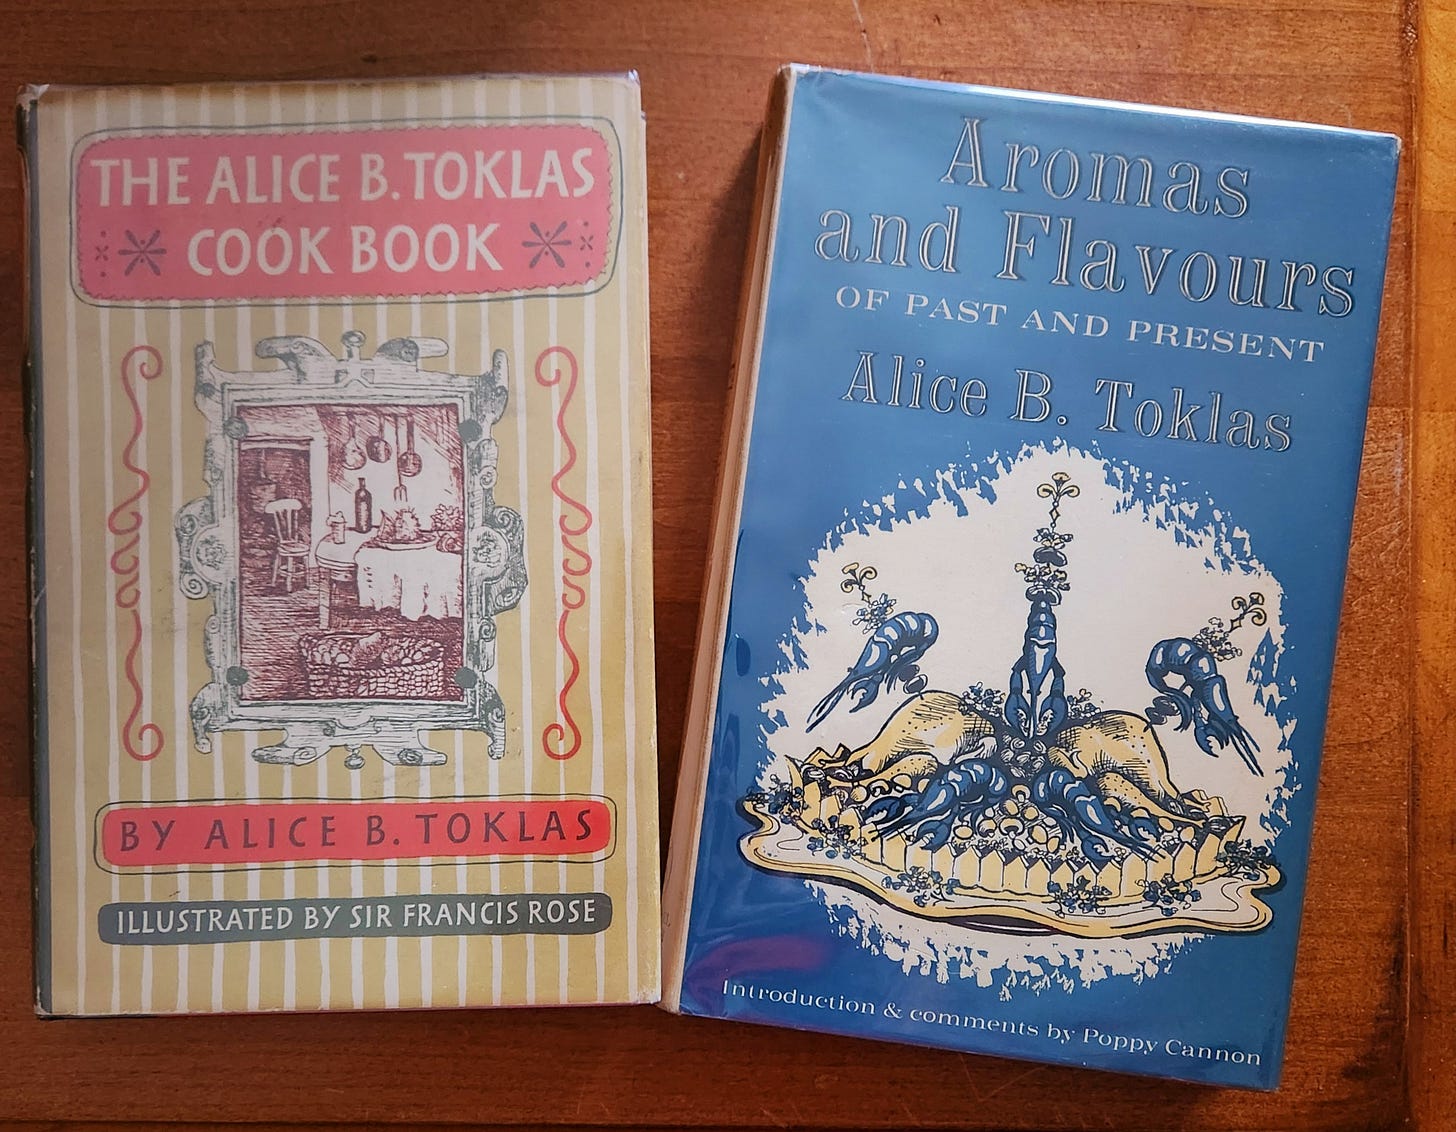 THE ALICE B. TOKLAS
COOK BOOK
BY ALICE B. TOKLAS
ILLUSTRATED BY SIR FRANCIS ROSE
Aromas
and Flavours
OF PAST AND PRESENT
Alice B. Toklas
Introduction & comments by Poppy Cannon